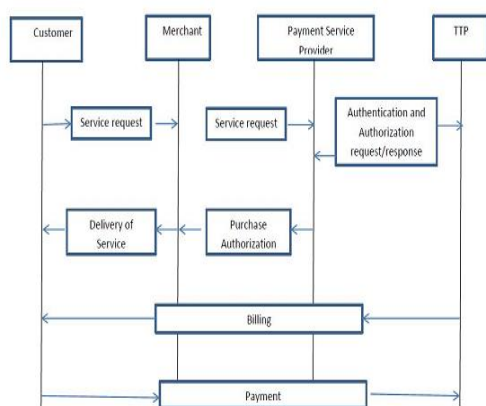 Customer
Merchant
Payment Service
Provider
TTP
Service request
Service request
Authentication and
Authorization
request/response
Delivery of
Service
Purchase
Authorization
Billing
Payment